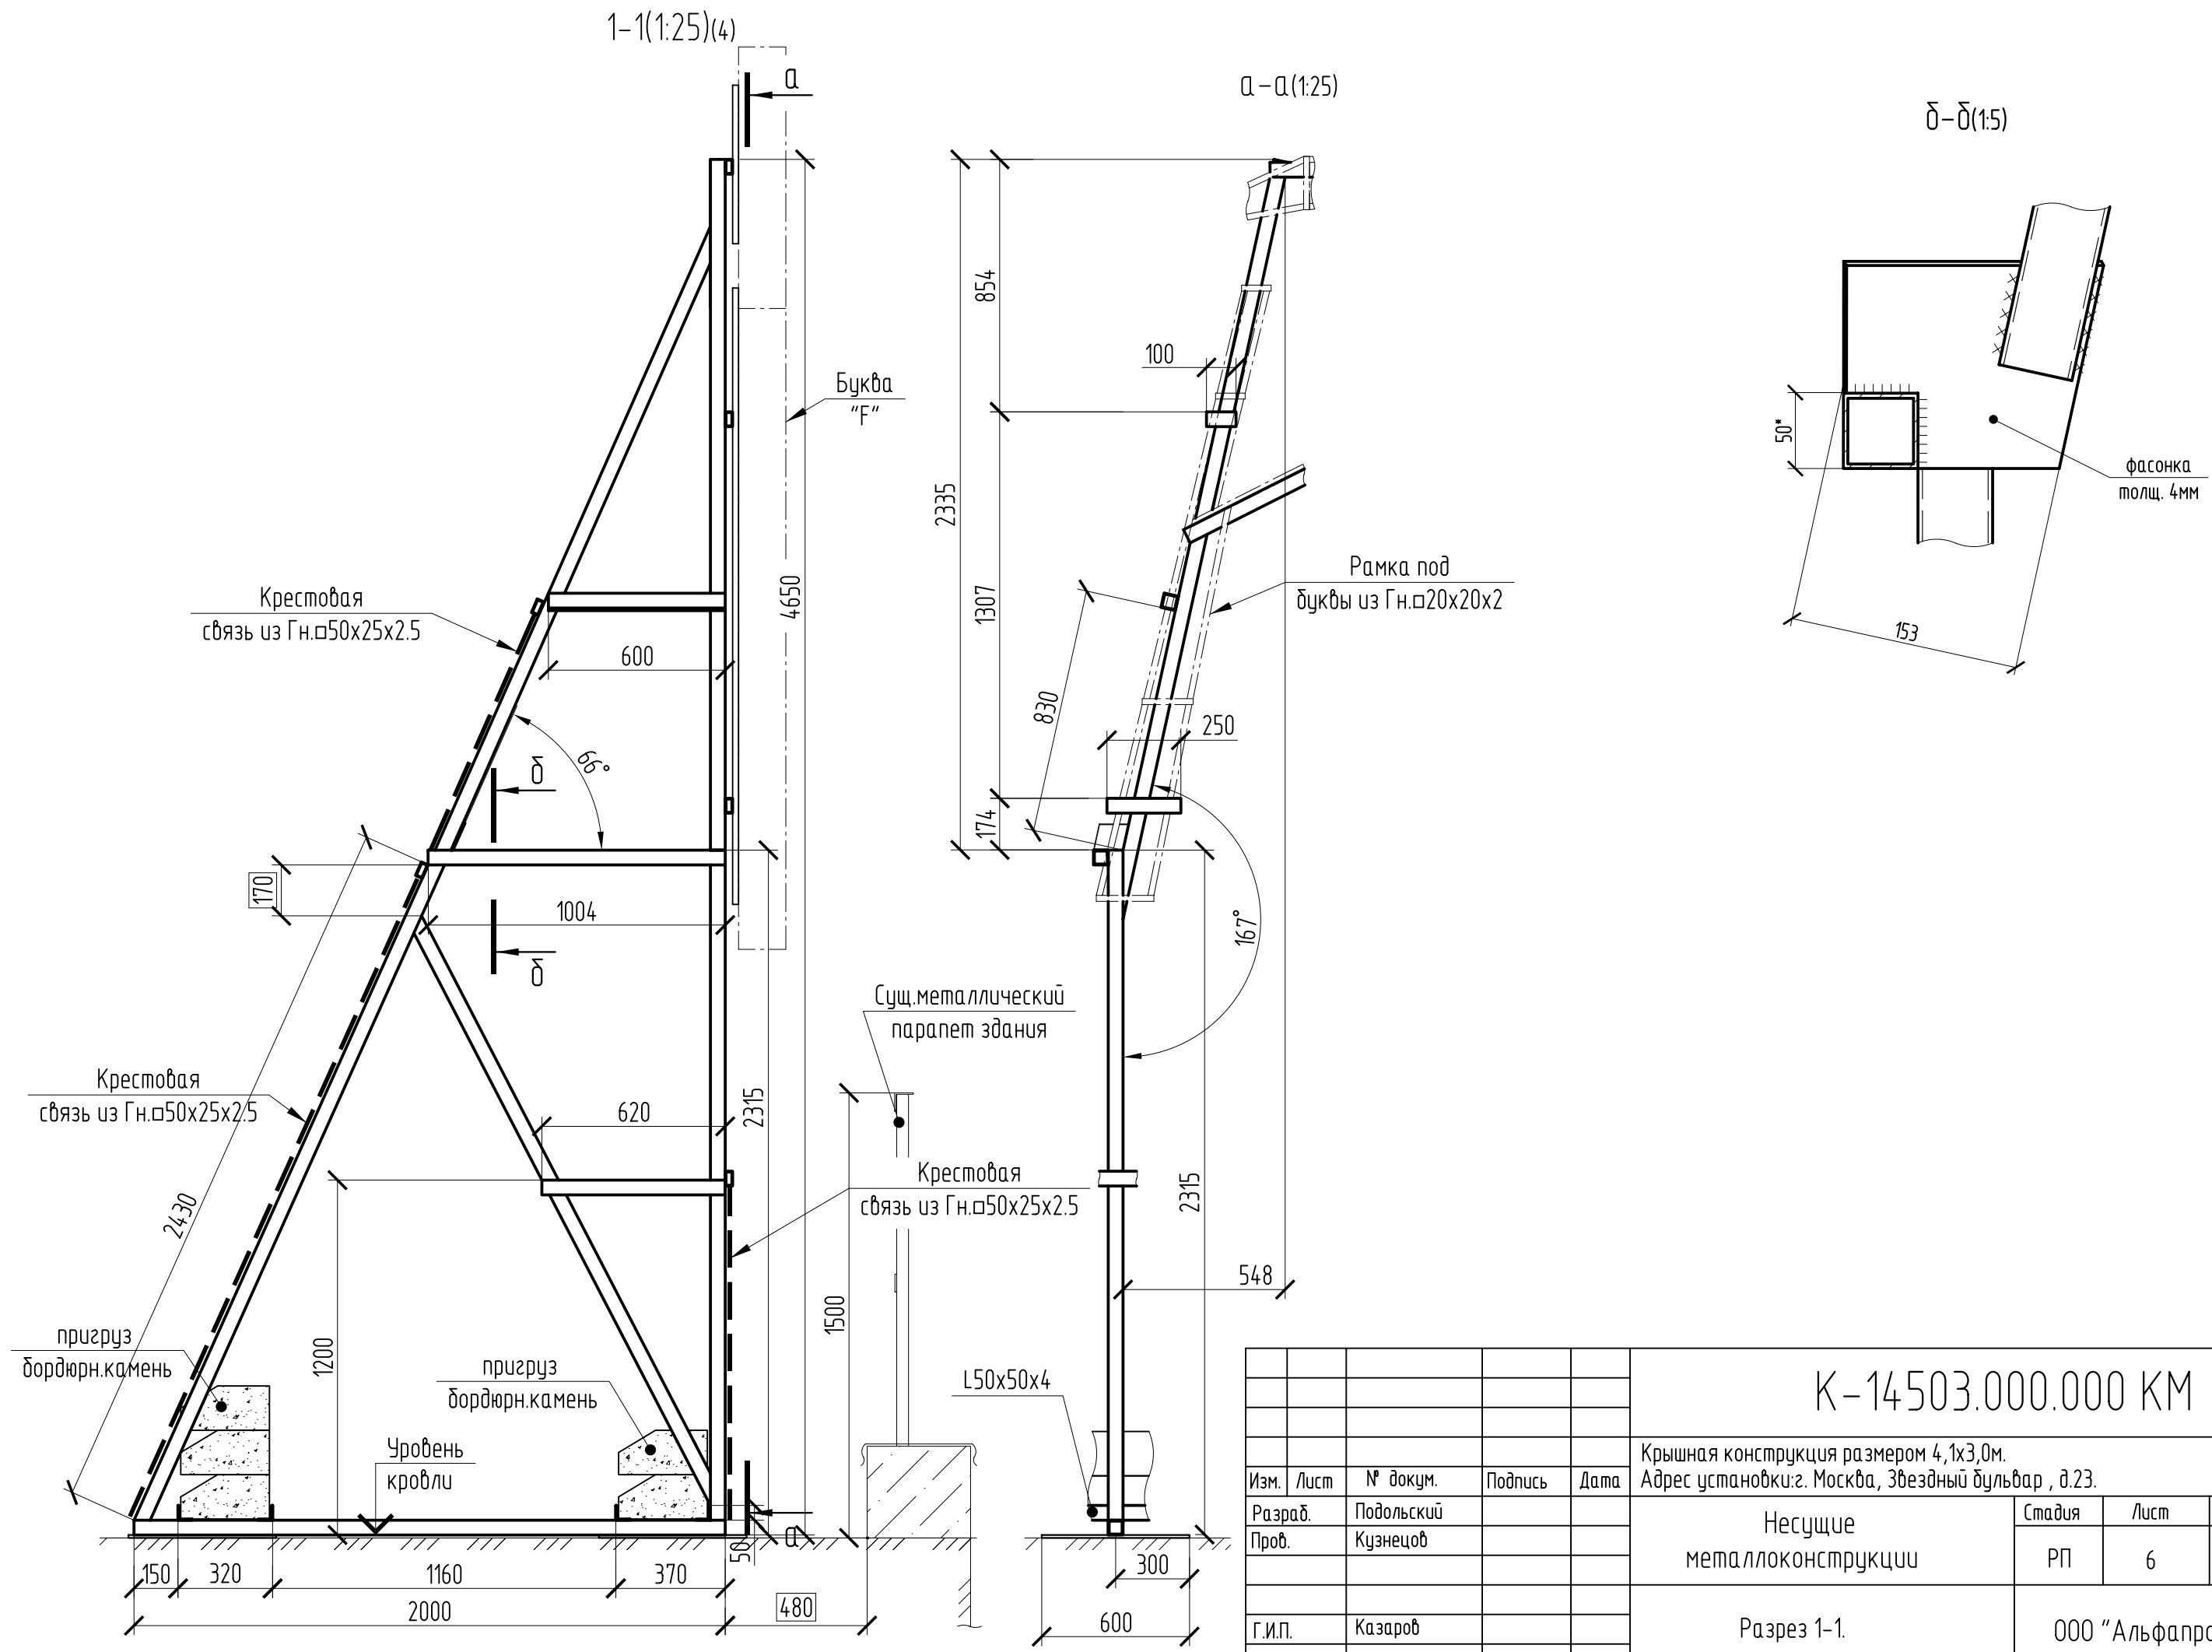 1-1(1:25)(4)
а
а-а(1:25)
б-б(1:5)
Буква
"F"
4650
Крестовая
связь из Гн.□50х25х2.5
600
66°
б
170
1004
б
2430
Крестовая
связь из Гн.□50х25х2.5
620
2315
1200
пригруз
бордюрн.камень
пригруз
бордюрн.камень
Уровень
кровли
50
а
150
320
1160
370
2000
480
Сущ.металлический
парапет здания
Крестовая
связь из Гн.□50х25х2.5
1500
854
100
2335
1307
Рамка под
буквы из Гн.□20х20х2
830
250
174
167°
2315
548
L50х50х4
300
600
50*
153
фасонка
толщ. 4мм
К-14503.000.000 КМ
Крышная конструкция размером 4,1х3,0м.
Адрес установки:г. Москва, Звездный бульвар , д.23.
Изм. Лист № докум. Подпись Дата
Разраб. Подольский
Пров. Кузнецов
Г.И.П. Казаров
Несущие
металлоконструкции
Стадия Лист
РП 6
Разрез 1-1.
ООО "Альфапро